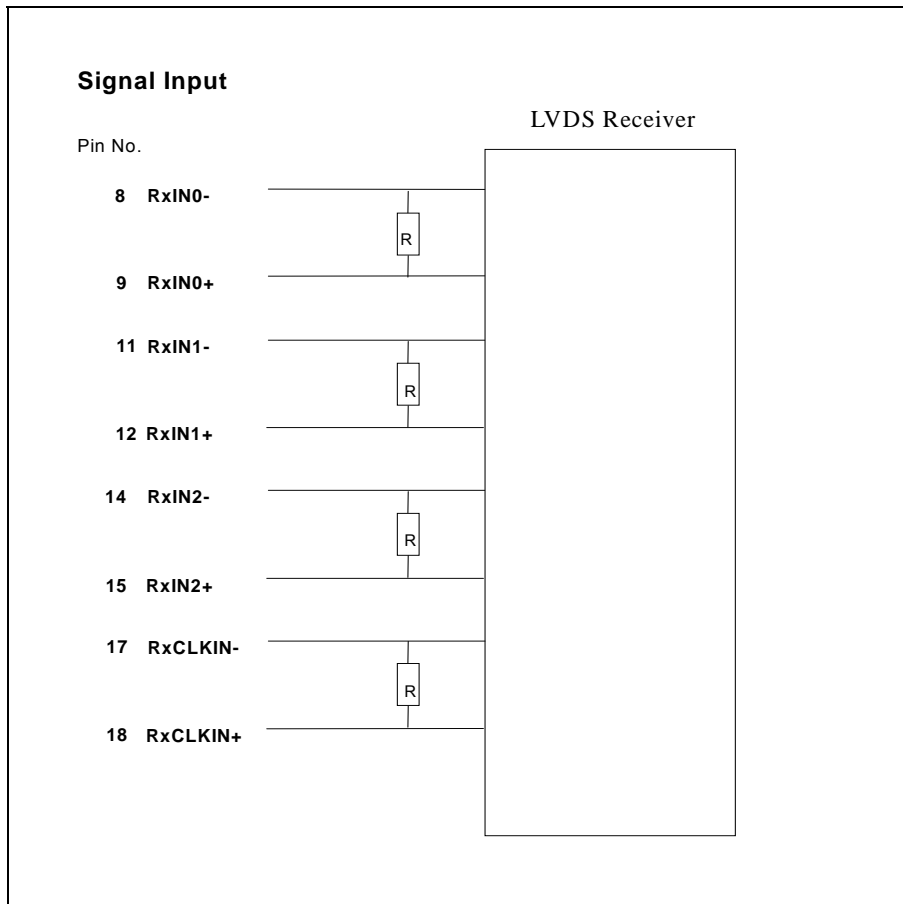 Signal Input
LVDS Receiver
Pin No.
8 RxIN0-
R
9 RxIN0+
11 RxIN1-
R
12 RxIN1+
14 RxIN2-
R
15 RxIN2+
17 RxCLKIN-
R
18 RxCLKIN+